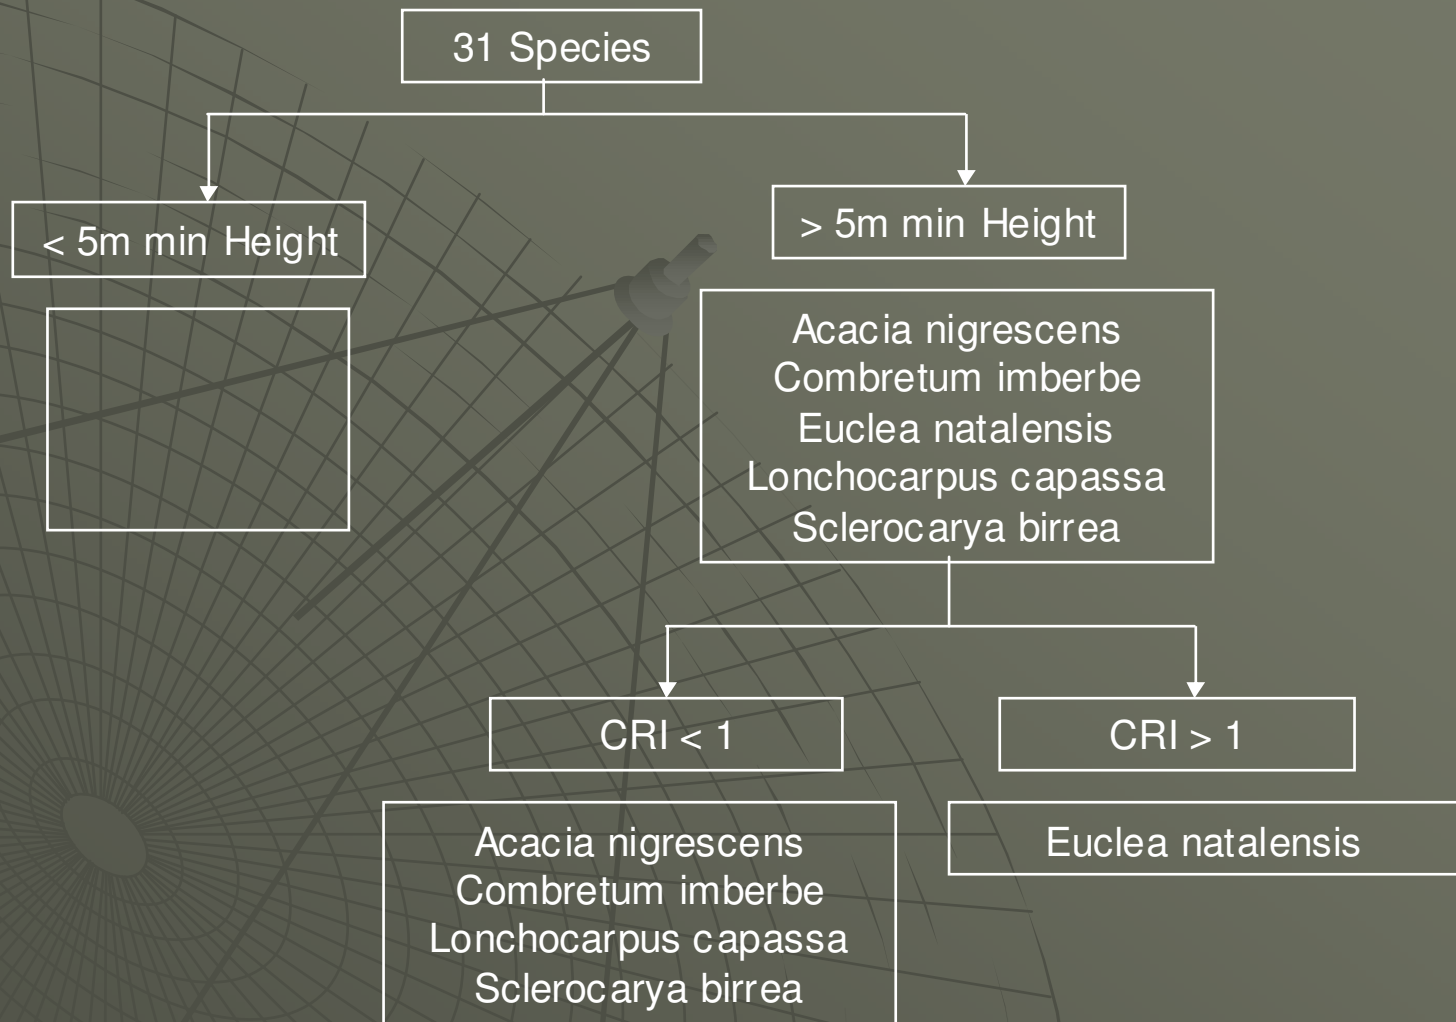 31 Species
< 5m min Height
> 5m min Height
Acacia nigrescens
Combretum imberbe
Euclea natalensis
Lonchocarpus capassa
Sclerocarya birrea
CRI < 1
CRI > 1
Acacia nigrescens
Combretum imberbe
Lonchocarpus capassa
Sclerocarya birrea
Euclea natalensis